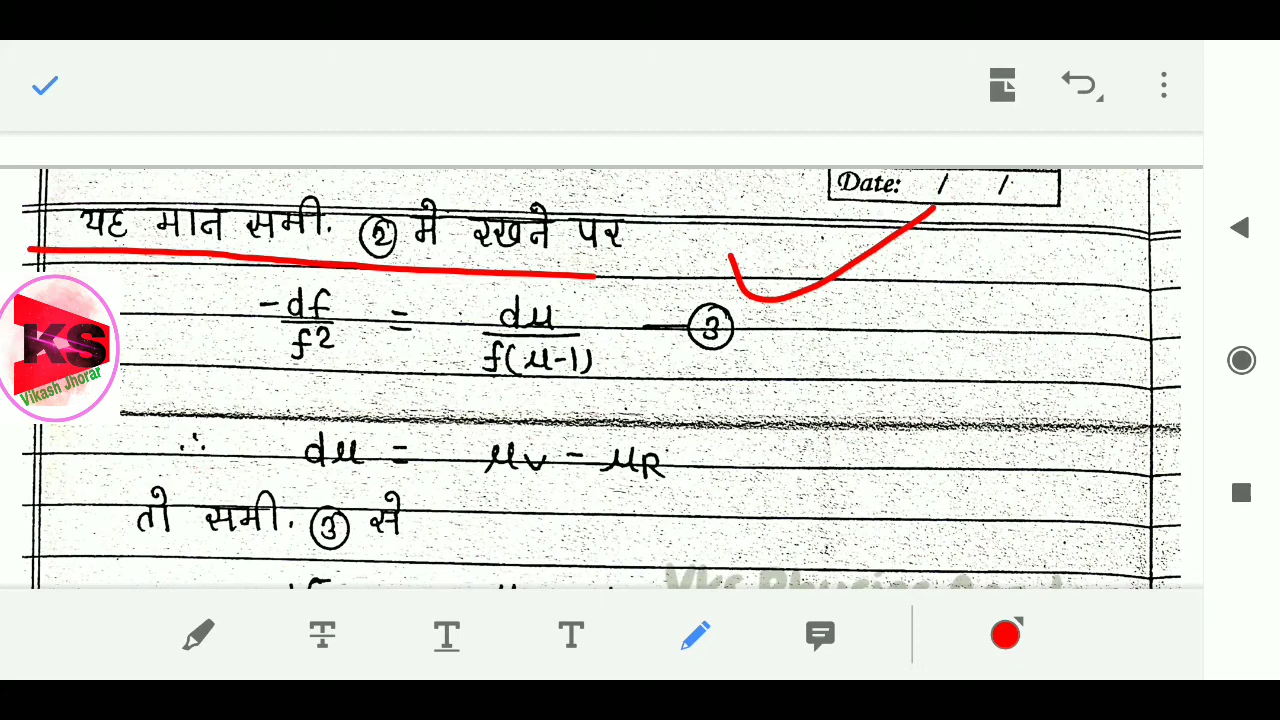 Date: / /
यह मान समी. ② में रखने पर
-df/f² = dμ/f(μ-1) — ③
KS
Vikash Jhorar
∴ dμ = μv - μR
तो समी. ③ से